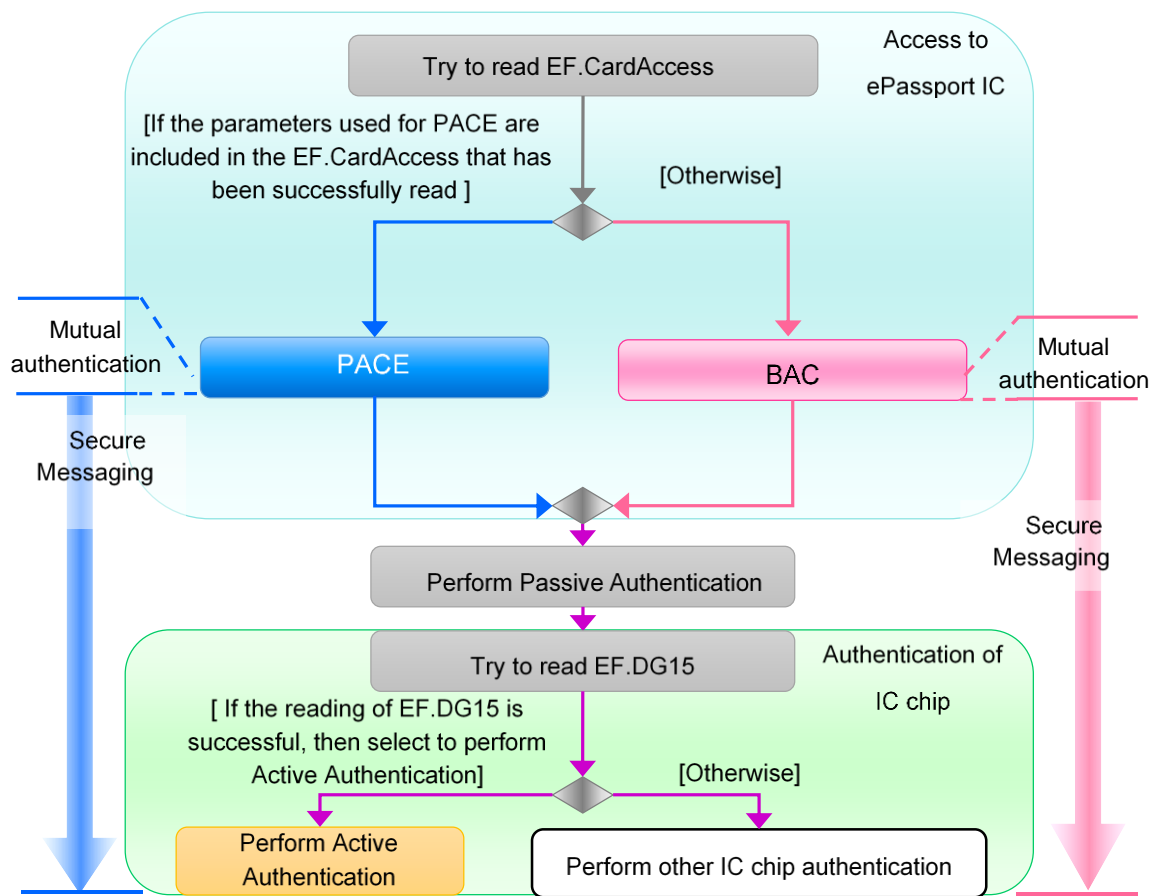 Access to
ePassport IC
Try to read EF.CardAccess
[If the parameters used for PACE are
included in the EF.CardAccess that has
been successfully read ]
[Otherwise]
Mutual
authentication
PACE
BAC
Mutual
authentication
Secure
Messaging
Secure
Messaging
Perform Passive Authentication
Try to read EF.DG15
Authentication of
IC chip
[ If the reading of EF.DG15 is
successful, then select to perform
Active Authentication]
[Otherwise]
Perform Active
Authentication
Perform other IC chip authentication